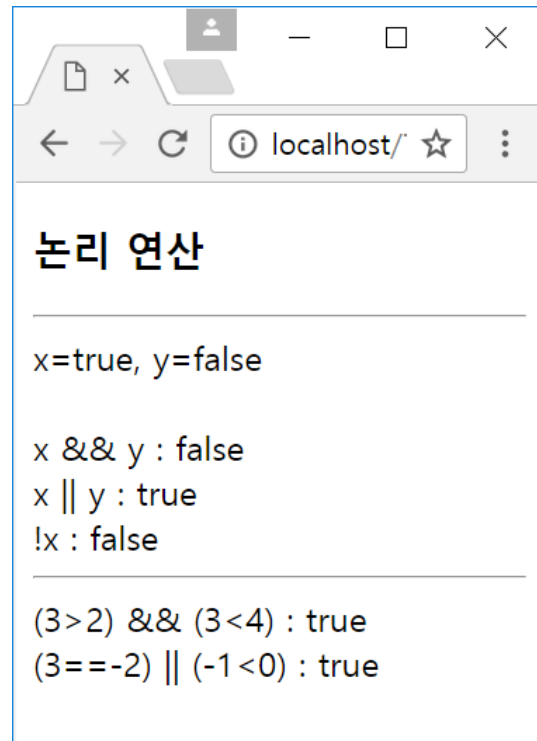 localhost/
논리 연산
x=true, y=false
x && y : false
x || y : true
!x : false
(3>2) && (3<4) : true
(3==-2) || (-1<0) : true